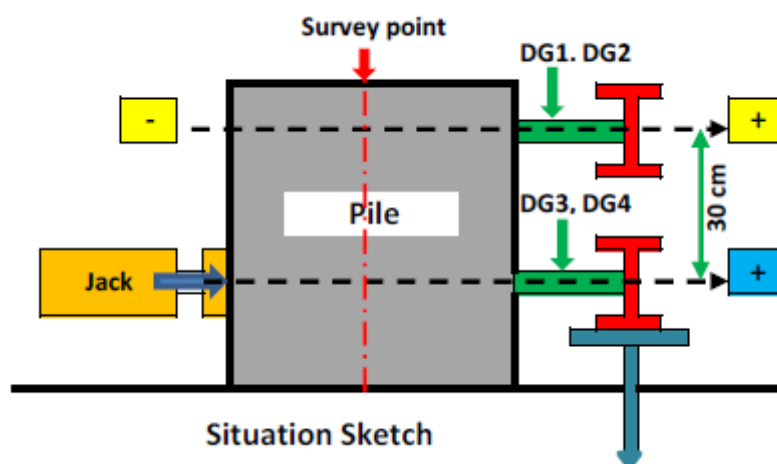 Survey point
DG1. DG2
-
+
30 cm
Pile
DG3, DG4
Jack
+
Situation Sketch